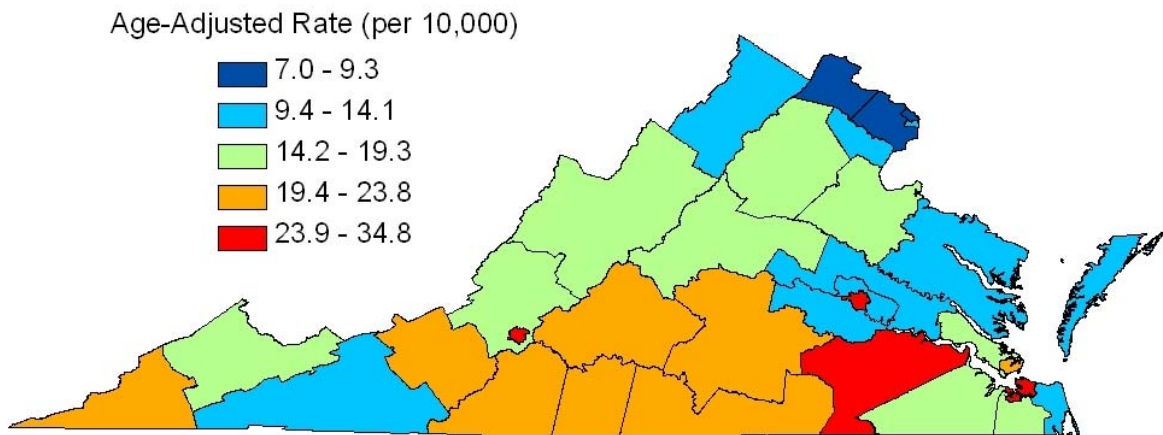 Age-Adjusted Rate (per 10,000)
7.0 - 9.3
9.4 - 14.1
14.2 - 19.3
19.4 - 23.8
23.9 - 34.8